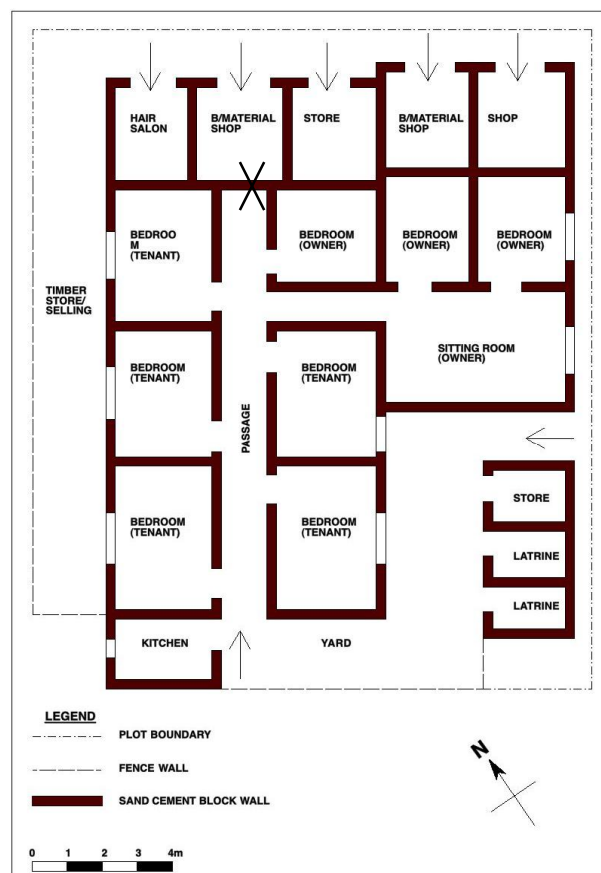 HAIR
SALON
B/MATERIAL
SHOP
STORE
B/MATERIAL
SHOP
SHOP
BEDROO
M
(TENANT)
BEDROOM
(OWNER)
BEDROOM
(OWNER)
BEDROOM
(OWNER)
TIMBER
STORE/
SELLING
SITTING ROOM
(OWNER)
BEDROOM
(TENANT)
BEDROOM
(TENANT)
PASSAGE
BEDROOM
(TENANT)
BEDROOM
(TENANT)
STORE
LATRINE
LATRINE
KITCHEN
YARD
LEGEND
PLOT BOUNDARY
FENCE WALL
SAND CEMENT BLOCK WALL
N
0 1 2 3 4m